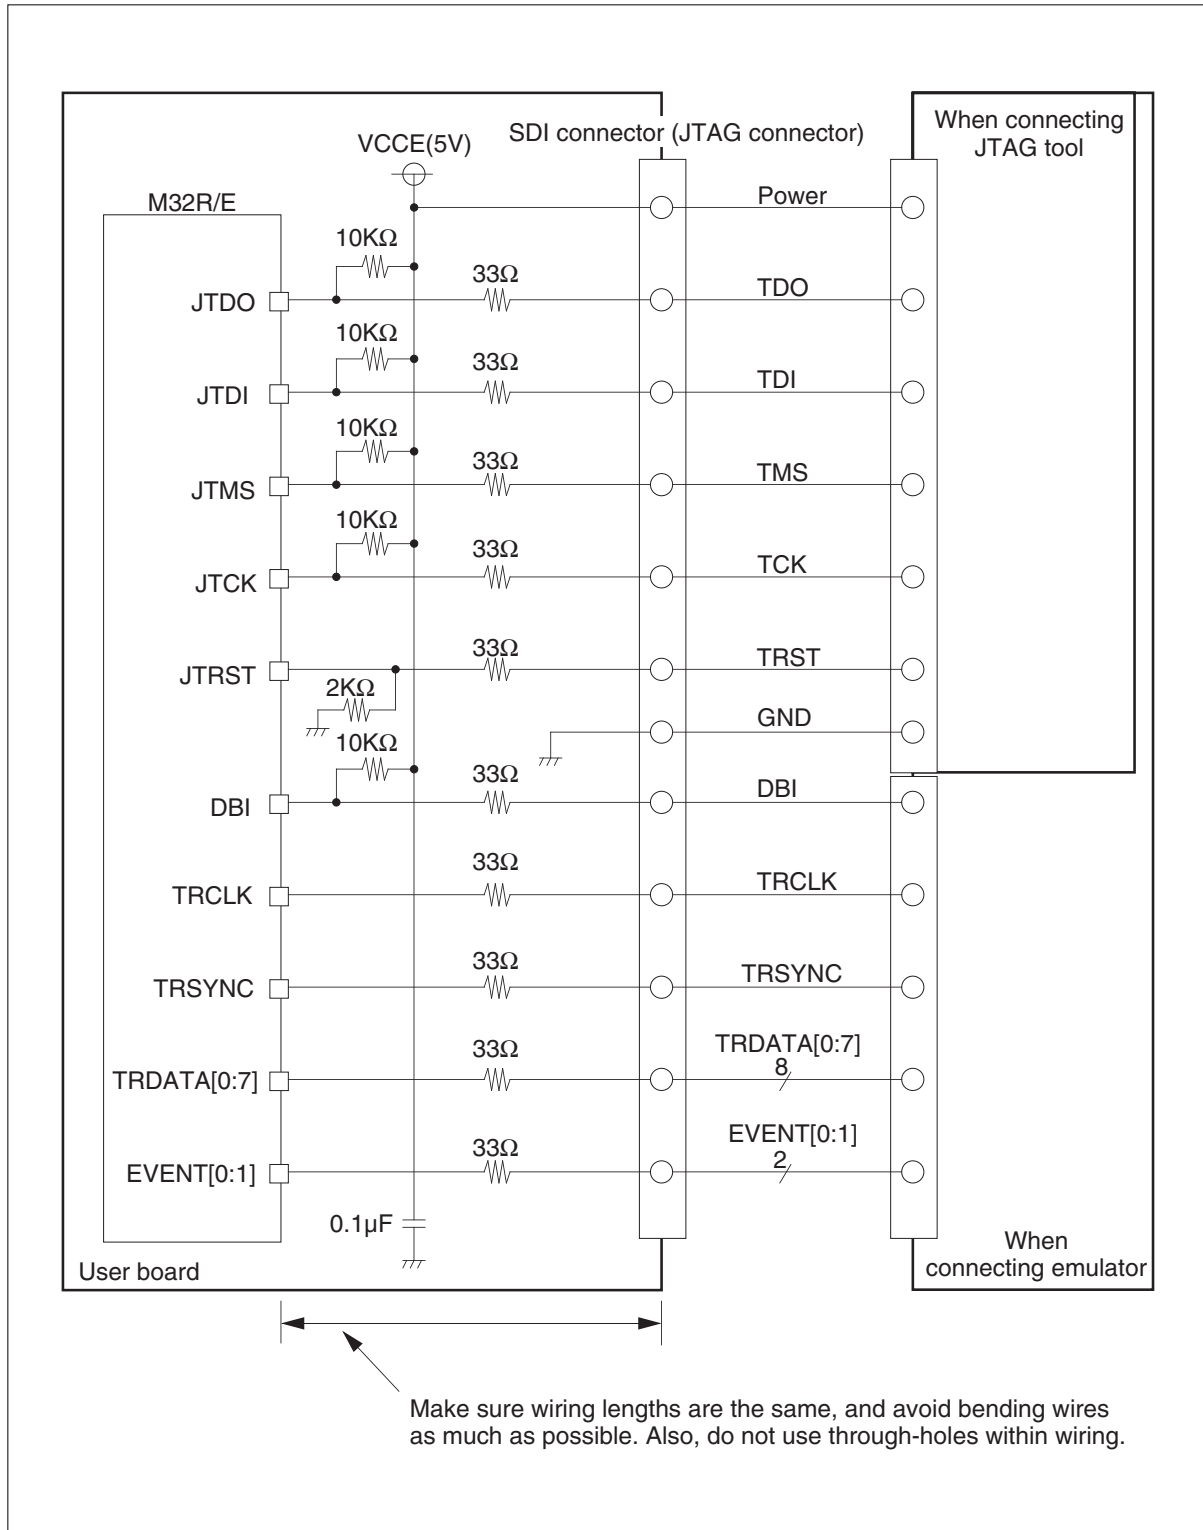 SDI connector (JTAG connector)
When connecting
JTAG tool
VCCE(5V)
M32R/E
Power
10KΩ
33Ω
TDO
JTDO
10KΩ
33Ω
TDI
JTDI
10KΩ
33Ω
TMS
JTMS
10KΩ
33Ω
TCK
JTCK
33Ω
TRST
JTRST
2KΩ
GND
10KΩ
33Ω
DBI
DBI
33Ω
TRCLK
TRCLK
33Ω
TRSYNC
TRSYNC
33Ω
TRDATA[0:7]
8
TRDATA[0:7]
33Ω
EVENT[0:1]
2
EVENT[0:1]
0.1µF
User board
When
connecting emulator
Make sure wiring lengths are the same, and avoid bending wires
as much as possible. Also, do not use through-holes within wiring.